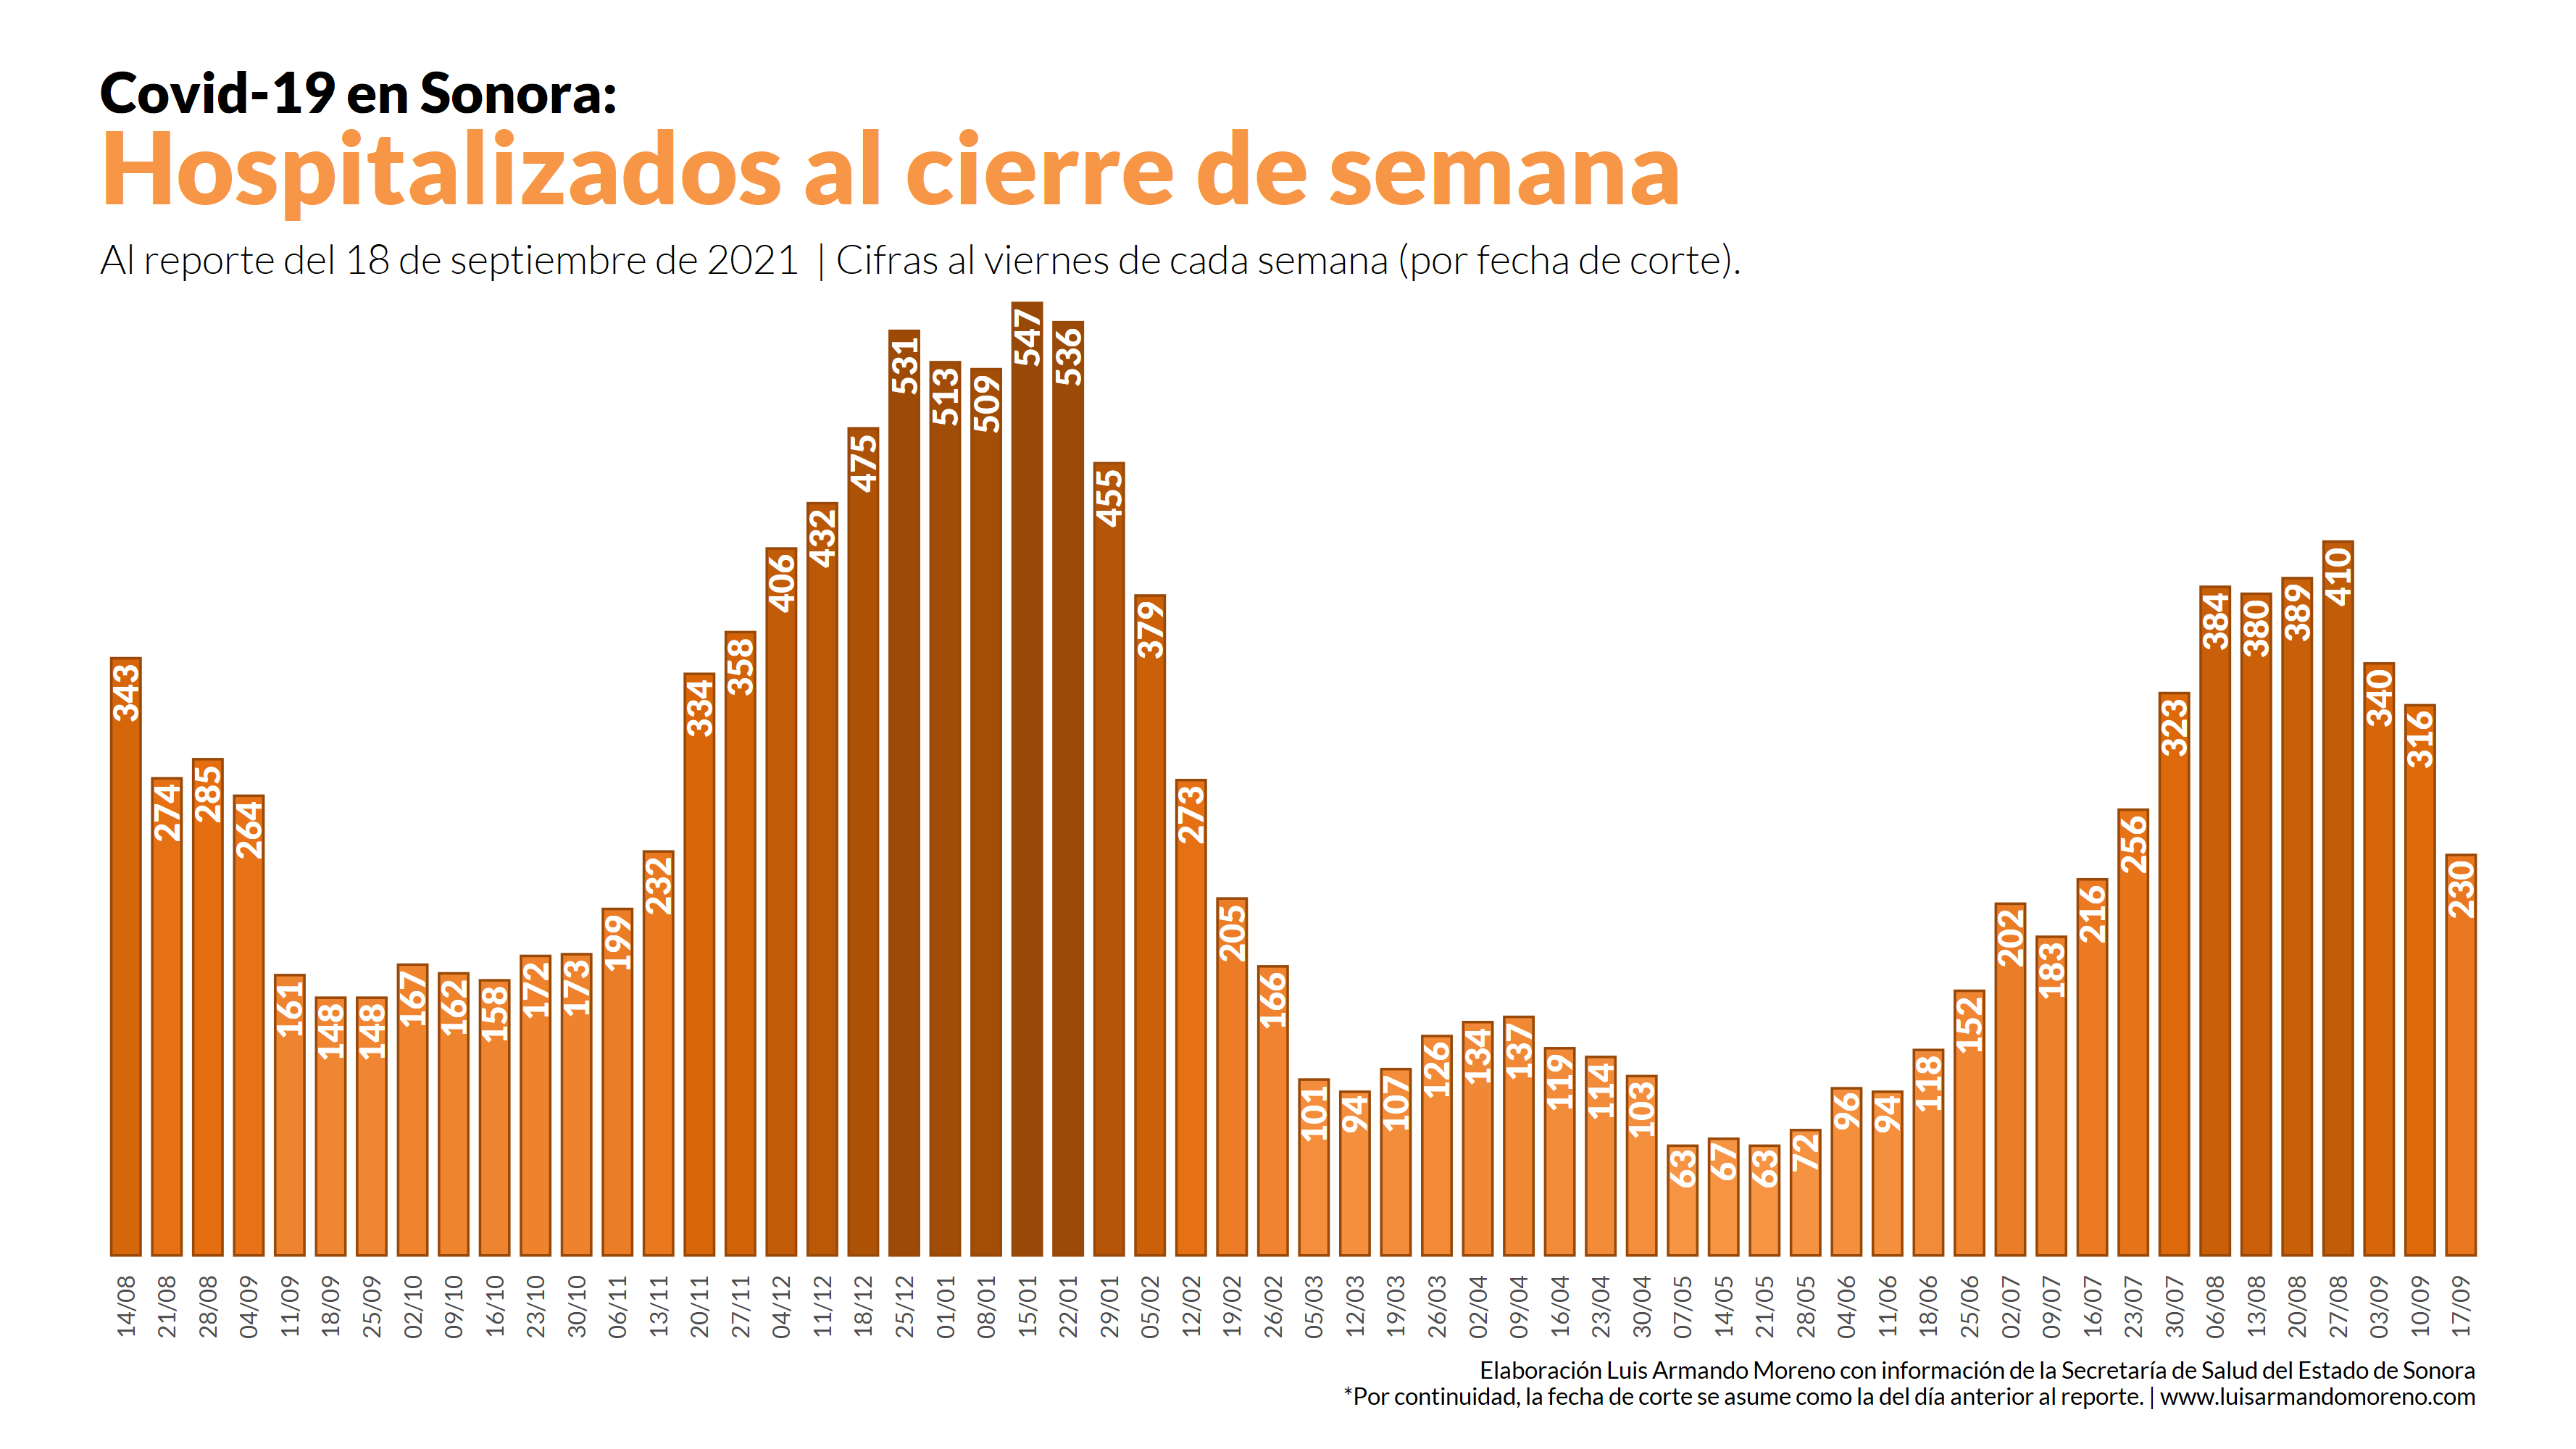 Covid-19 en Sonora:
Hospitalizados al cierre de semana
Al reporte del 18 de septiembre de 2021 | Cifras al viernes de cada semana (por fecha de corte).
343 274 285 264 161 148 148 167 162 158 172 173 199 232 334 358 406 432 475 531 513 509 547 536 455 379 273 205 166 101 94 107 126 134 137 119 114 103 63 67 63 72 96 94 118 152 202 183 216 256 323 384 380 389 410 340 316 230
14/08 21/08 28/08 04/09 11/09 18/09 25/09 02/10 09/10 16/10 23/10 30/10 06/11 13/11 20/11 27/11 04/12 11/12 18/12 25/12 01/01 08/01 15/01 22/01 29/01 05/02 12/02 19/02 26/02 05/03 12/03 19/03 26/03 02/04 09/04 16/04 23/04 30/04 07/05 14/05 21/05 28/05 04/06 11/06 18/06 25/06 02/07 09/07 16/07 23/07 30/07 06/08 13/08 20/08 27/08 03/09 10/09 17/09
Elaboración Luis Armando Moreno con información de la Secretaría de Salud del Estado de Sonora
*Por continuidad, la fecha de corte se asume como la del día anterior al reporte. | www.luisarmandomoreno.com